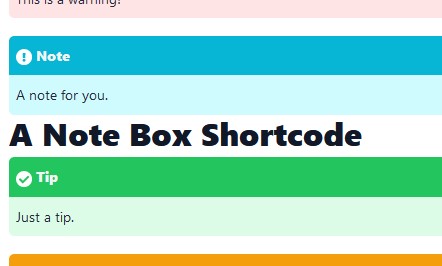 This is a warning!
Note
A note for you.
A Note Box Shortcode
Tip
Just a tip.